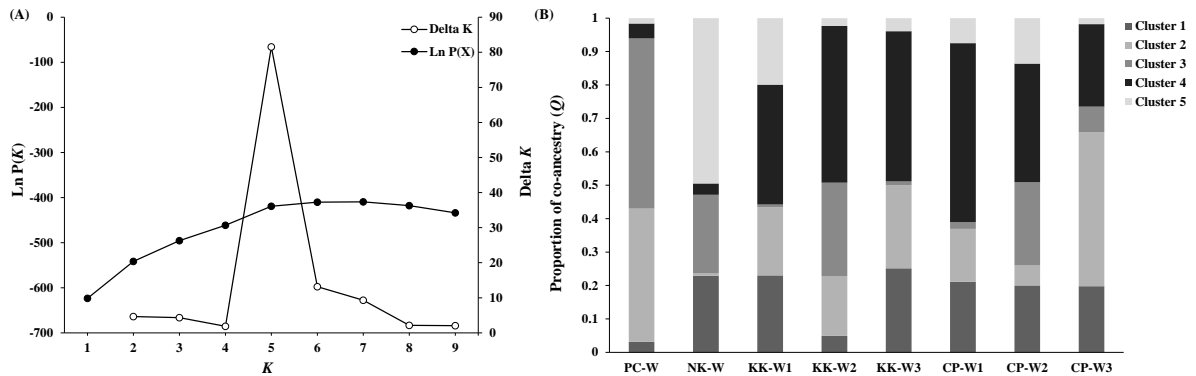 (A)
0
-100
-200
-300
-400
-500
-600
-700
Ln P(K)
90
80
70
60
50
40
30
20
10
0
Delta K
Delta K
Ln P(X)
1 2 3 4 5 6 7 8 9
K
(B)
1
0.9
0.8
0.7
0.6
0.5
0.4
0.3
0.2
0.1
0
Proportion of co-ancestry (Q)
PC-W NK-W KK-W1 KK-W2 KK-W3 CP-W1 CP-W2 CP-W3
Cluster 1
Cluster 2
Cluster 3
Cluster 4
Cluster 5